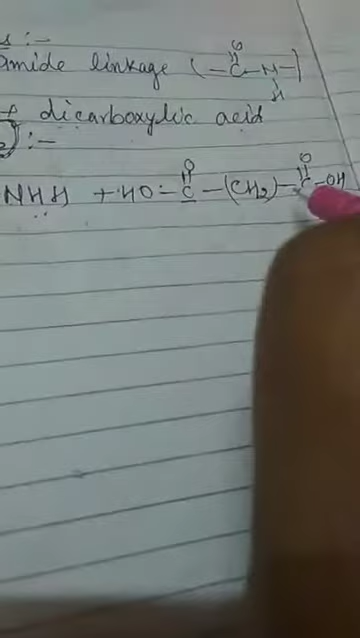 s :-
amide linkage ( -C-N-)
O
H
+ dicarboxylic acid
:-
NHH + HO-C-(CH2)-C-OH
O O